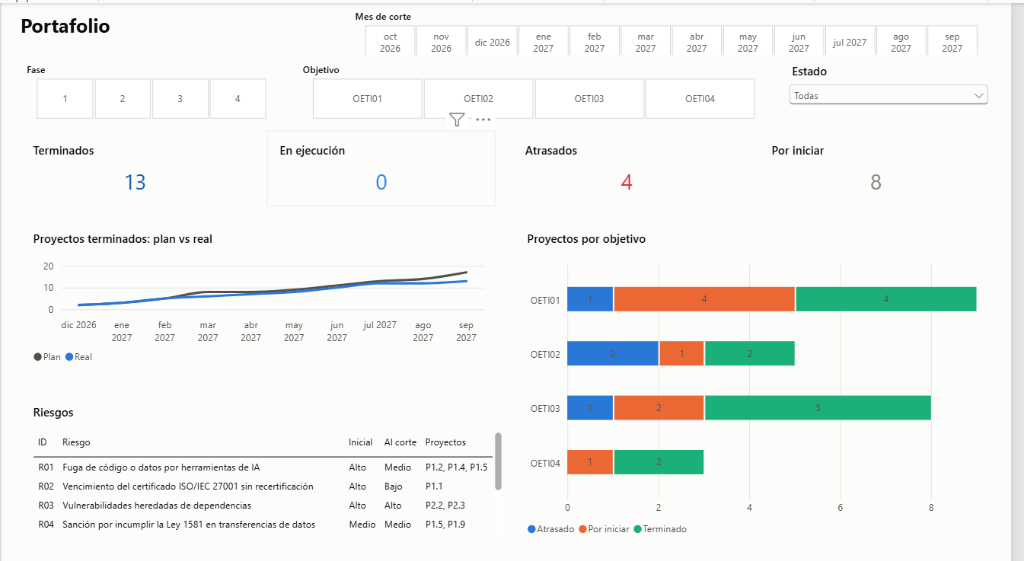 Portafolio
Mes de corte
oct 2026
nov 2026
dic 2026
ene 2027
feb 2027
mar 2027
abr 2027
may 2027
jun 2027
jul 2027
ago 2027
sep 2027
Fase
1
2
3
4
Objetivo
OETI01
OETI02
OETI03
OETI04
Estado
Todas
Terminados
13
En ejecución
0
Atrasados
4
Por iniciar
8
Proyectos terminados: plan vs real
20
10
0
dic 2026
ene 2027
feb 2027
mar 2027
abr 2027
may 2027
jun 2027
jul 2027
ago 2027
sep 2027
Plan Real
Proyectos por objetivo
OETI01 1 4 4
OETI02 2 1 2
OETI03 1 2 5
OETI04 1 2
0 2 4 6 8
Atrasado Por iniciar Terminado
Riesgos
ID Riesgo Inicial Al corte Proyectos
R01 Fuga de código o datos por herramientas de IA Alto Medio P1.2, P1.4, P1.5
R02 Vencimiento del certificado ISO/IEC 27001 sin recertificación Alto Bajo P1.1
R03 Vulnerabilidades heredadas de dependencias Alto Alto P2.2, P2.3
R04 Sanción por incumplir la Ley 1581 en transferencias de datos Medio Medio P1.5, P1.9